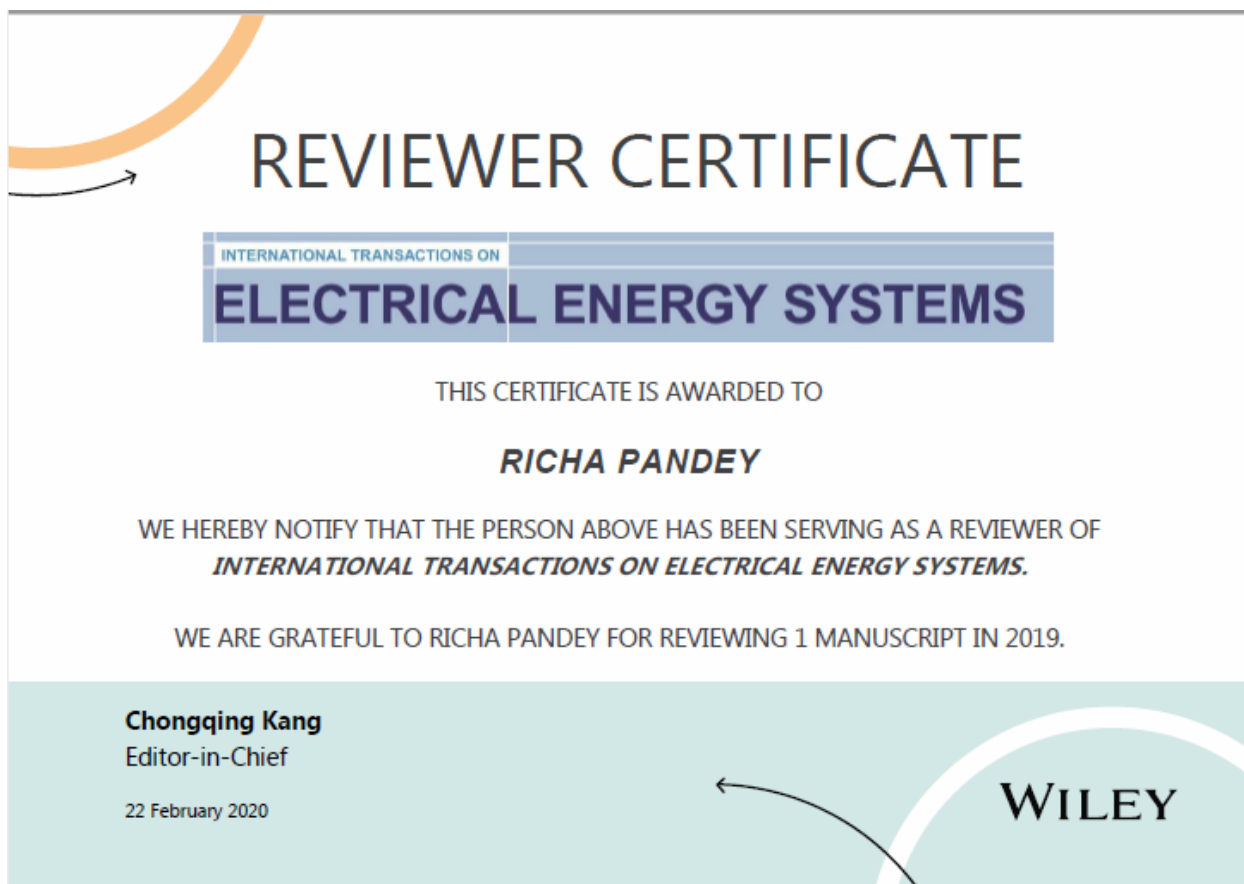 REVIEWER CERTIFICATE
INTERNATIONAL TRANSACTIONS ON
ELECTRICAL ENERGY SYSTEMS
THIS CERTIFICATE IS AWARDED TO
RICHA PANDEY
WE HEREBY NOTIFY THAT THE PERSON ABOVE HAS BEEN SERVING AS A REVIEWER OF
INTERNATIONAL TRANSACTIONS ON ELECTRICAL ENERGY SYSTEMS.
WE ARE GRATEFUL TO RICHA PANDEY FOR REVIEWING 1 MANUSCRIPT IN 2019.
Chongqing Kang
Editor-in-Chief
22 February 2020
WILEY